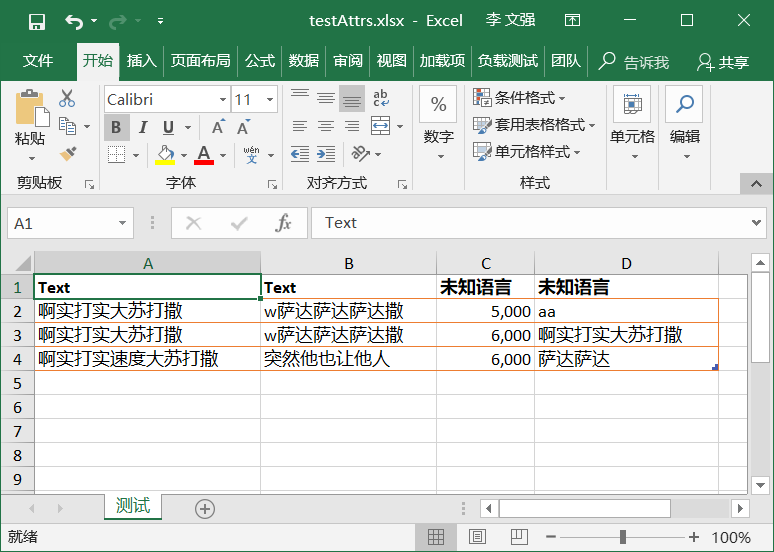 testAttrs.xlsx - Excel 李 文强
文件 开始 插入 页面布局 公式 数据 审阅 视图 加载项 负载测试 团队 告诉我 共享
粘贴
剪贴板
Calibri 11
B I U A A wén 文
A
字体
ab c
对齐方式
%
数字
条件格式
套用表格格式
单元格样式
样式
单元格
编辑
A1 fx Text
A B C D
1 Text Text 未知语言 未知语言
2 啊实打实大苏打撒 w萨达萨达萨达撒 5,000 aa
3 啊实打实大苏打撒 w萨达萨达萨达撒 6,000 啊实打实大苏打撒
4 啊实打实速度大苏打撒 突然他也让他人 6,000 萨达萨达
5
6
7
8
9
测试
就绪 100%